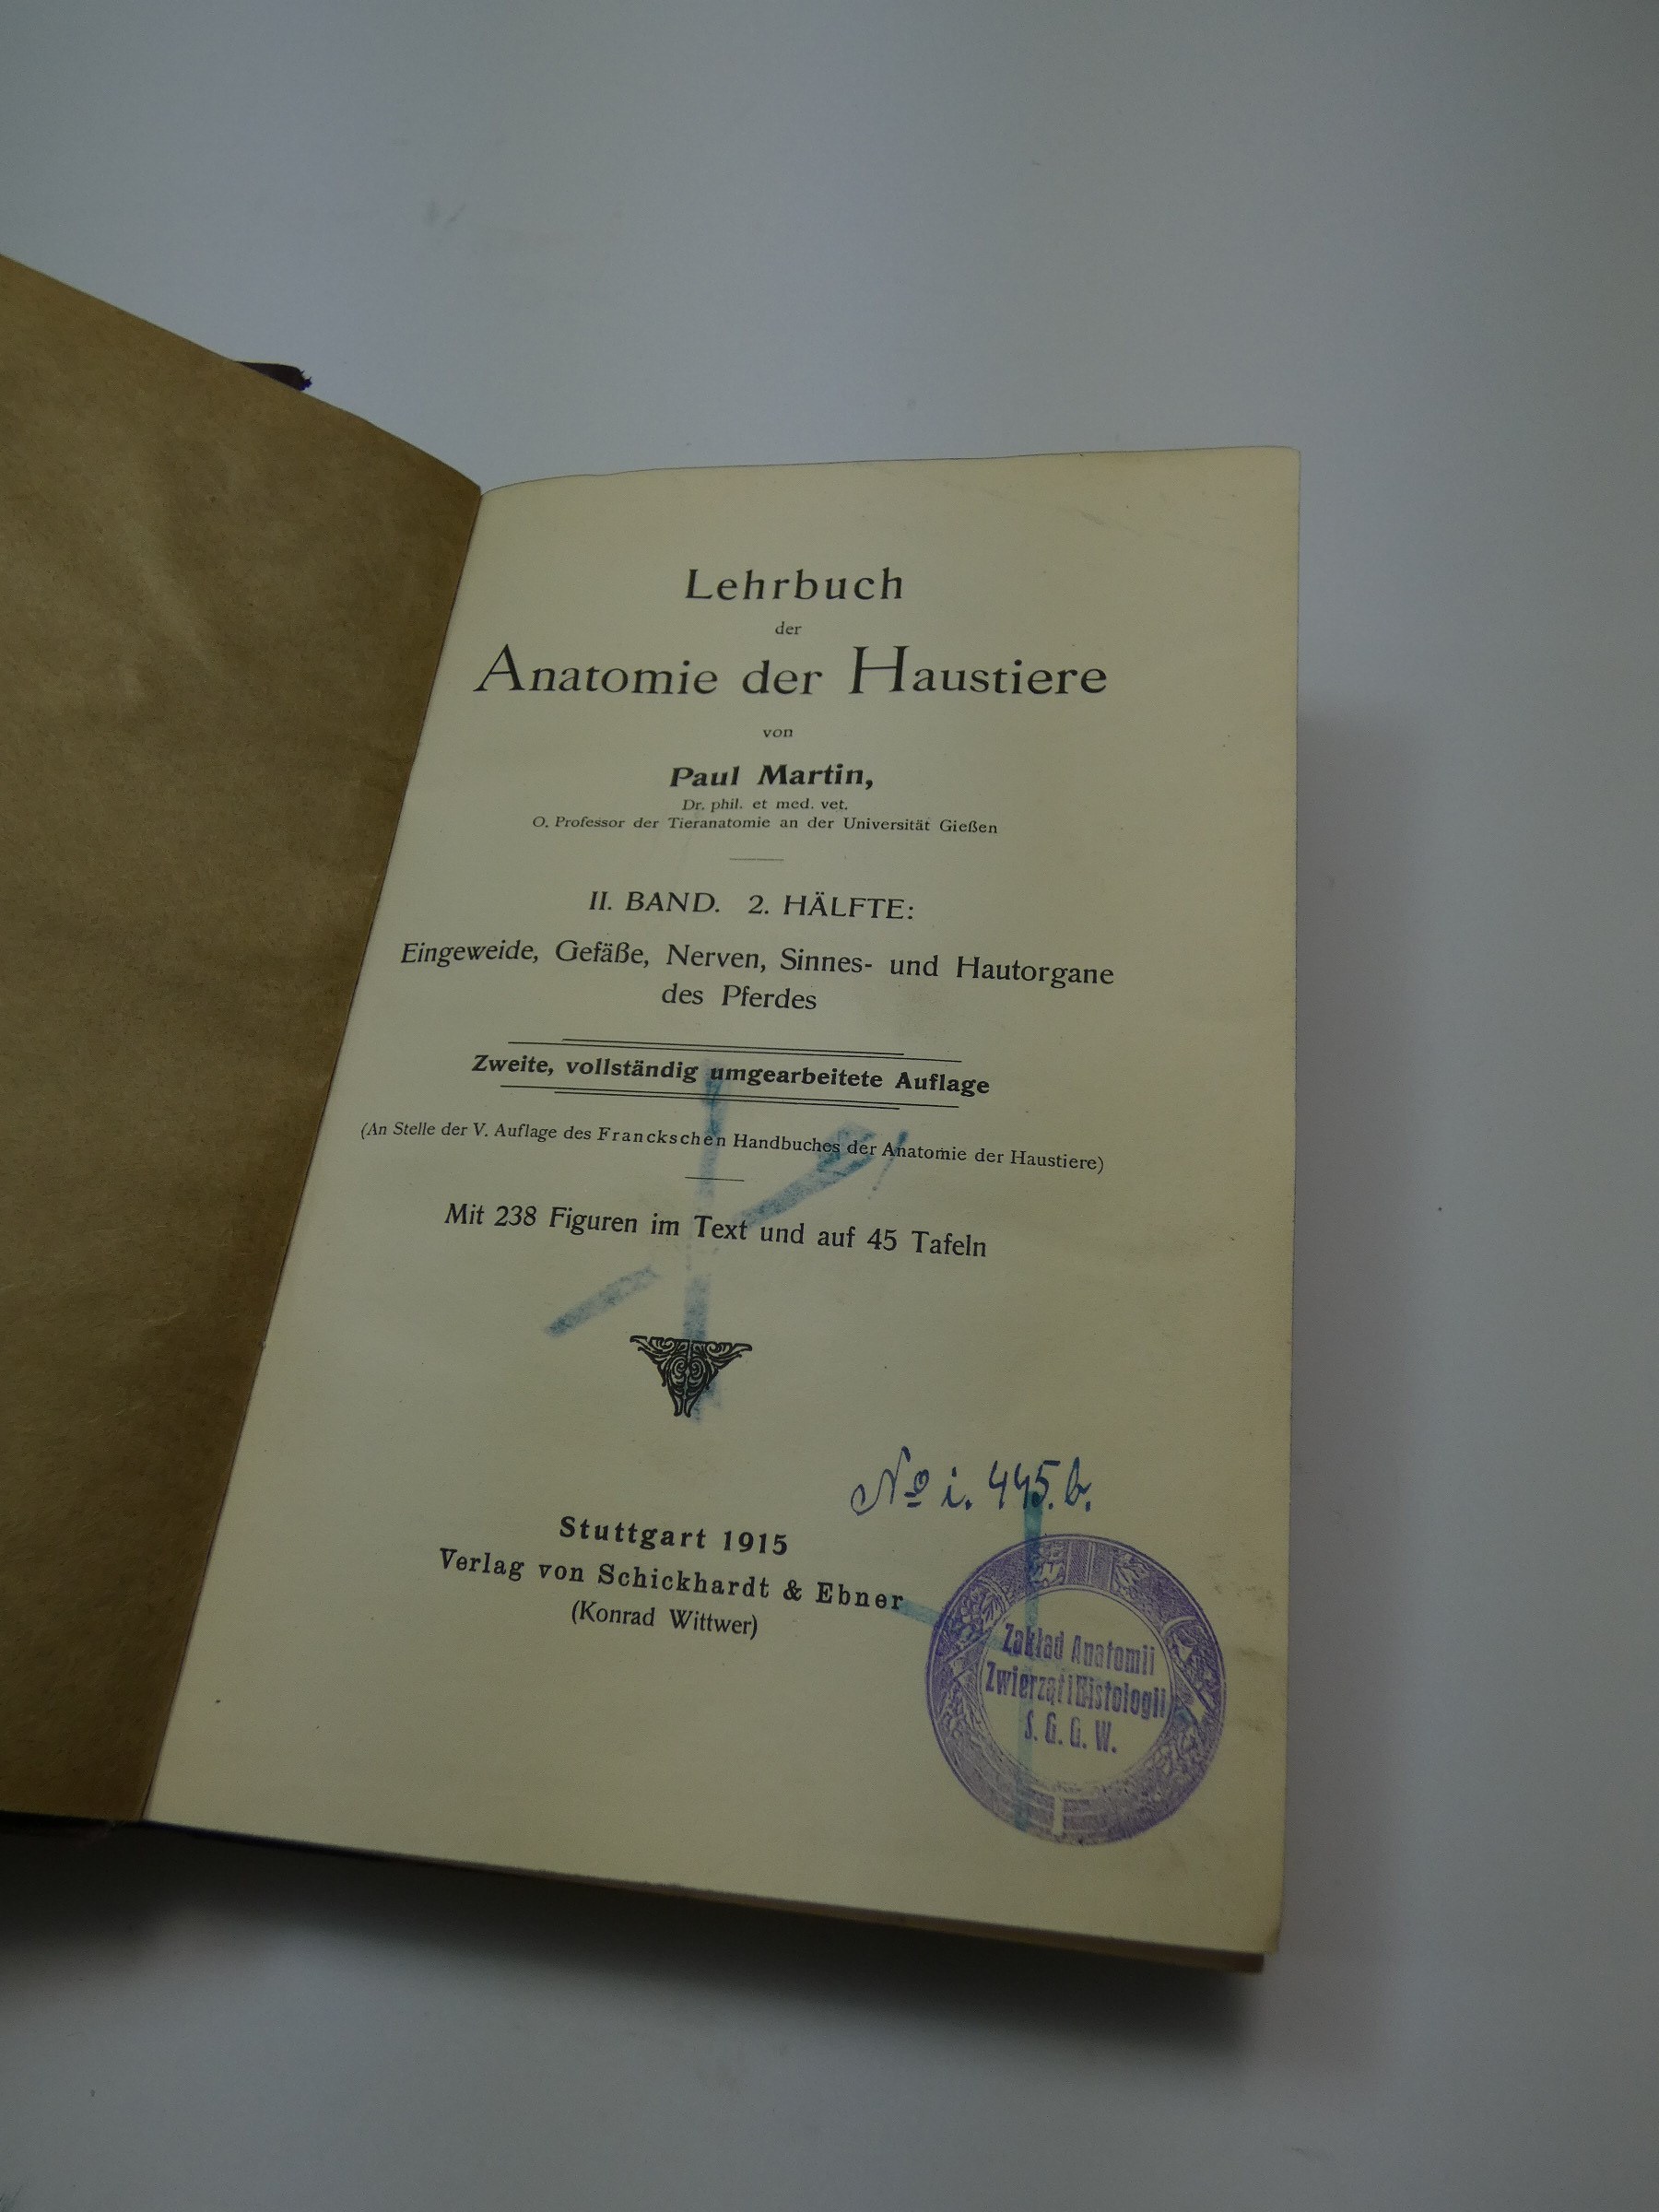 Lehrbuch
der
Anatomie der Haustiere
von
Paul Martin,
Dr. phil. et med. vet.
O. Professor der Tieranatomie an der Universität Gießen
II. BAND. 2. HÄLFTE:
Eingeweide, Gefäße, Nerven, Sinnes- und Hautorgane
des Pferdes
Zweite, vollständig umgearbeitete Auflage
(An Stelle der V. Auflage des Franckschen Handbuches der Anatomie der Haustiere)
Mit 238 Figuren im Text und auf 45 Tafeln
No i. 445. b.
Stuttgart 1915
Verlag von Schickhardt & Ebner
(Konrad Wittwer)
Zakład Anatomii
Zwierząt i Histologii
S. G. G. W.